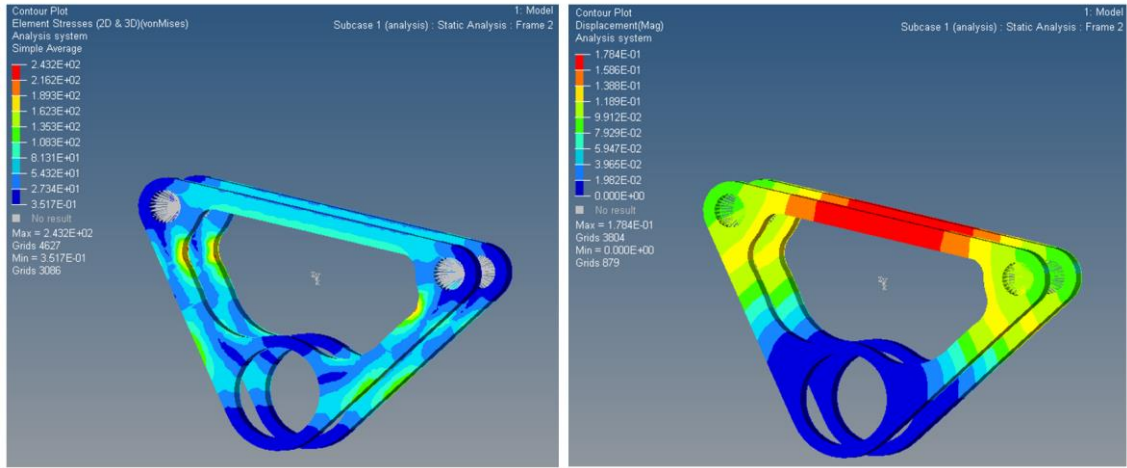 Contour Plot
Element Stresses (2D & 3D)(vonMises)
Analysis system
Simple Average
2.432E+02
2.162E+02
1.893E+02
1.623E+02
1.353E+02
1.083E+02
8.131E+01
5.432E+01
2.734E+01
3.517E-01
No result
Max = 2.432E+02
Grids 4627
Min = 3.517E-01
Grids 3086
1: Model
Subcase 1 (analysis) : Static Analysis : Frame 2
Contour Plot
Displacement(Mag)
Analysis system
1.784E-01
1.586E-01
1.388E-01
1.189E-01
9.912E-02
7.929E-02
5.947E-02
3.965E-02
1.982E-02
0.000E+00
No result
Max = 1.784E-01
Grids 3804
Min = 0.000E+00
Grids 879
1: Model
Subcase 1 (analysis) : Static Analysis : Frame 2